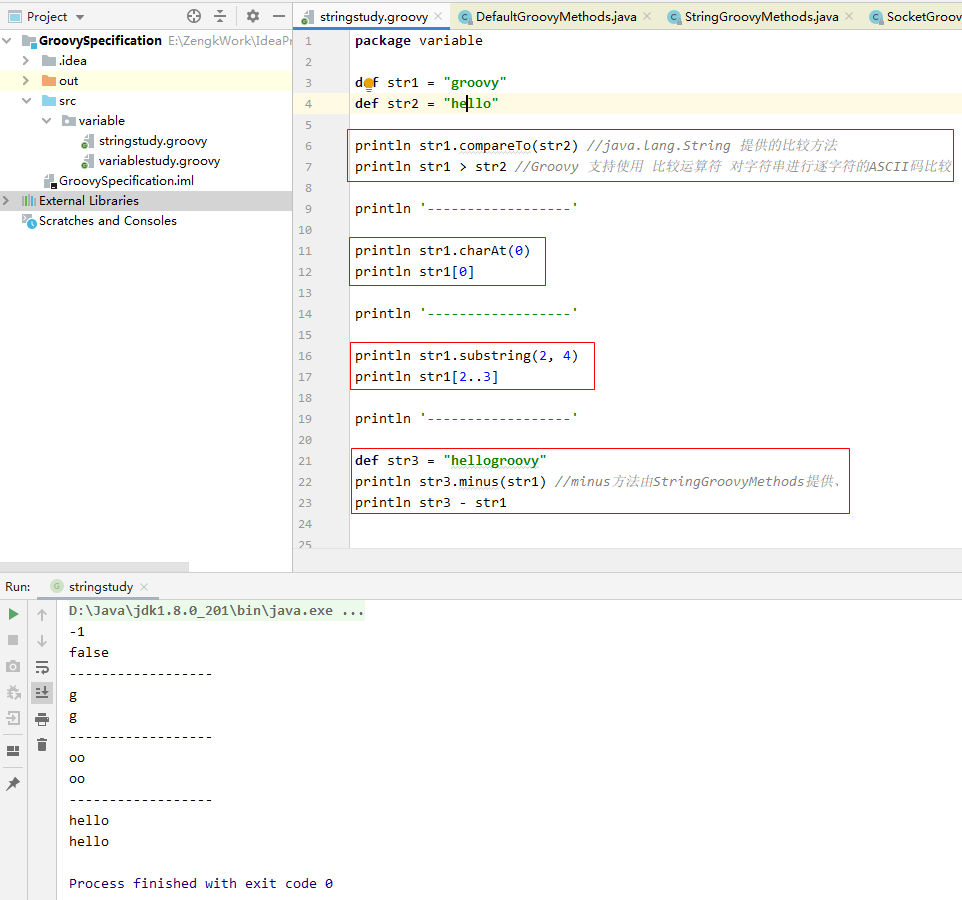 Project
stringstudy.groovy
DefaultGroovyMethods.java
StringGroovyMethods.java
SocketGroov
GroovySpecification E:\ZengkWork\IdeaPr
.idea
out
src
variable
stringstudy.groovy
variablestudy.groovy
GroovySpecification.iml
External Libraries
Scratches and Consoles
1 package variable
2
3 def str1 = "groovy"
4 def str2 = "hello"
5
6 println str1.compareTo(str2) //java.lang.String 提供的比较方法
7 println str1 > str2 //Groovy 支持使用 比较运算符 对字符串进行逐字符的ASCII码比较
8
9 println '------------------'
10
11 println str1.charAt(0)
12 println str1[0]
13
14 println '------------------'
15
16 println str1.substring(2, 4)
17 println str1[2..3]
18
19 println '------------------'
20
21 def str3 = "hellogroovy"
22 println str3.minus(str1) //minus方法由StringGroovyMethods提供、
23 println str3 - str1
24
25
Run: stringstudy
D:\Java\jdk1.8.0_201\bin\java.exe ...
-1
false
------------------
g
g
------------------
oo
oo
------------------
hello
hello
Process finished with exit code 0